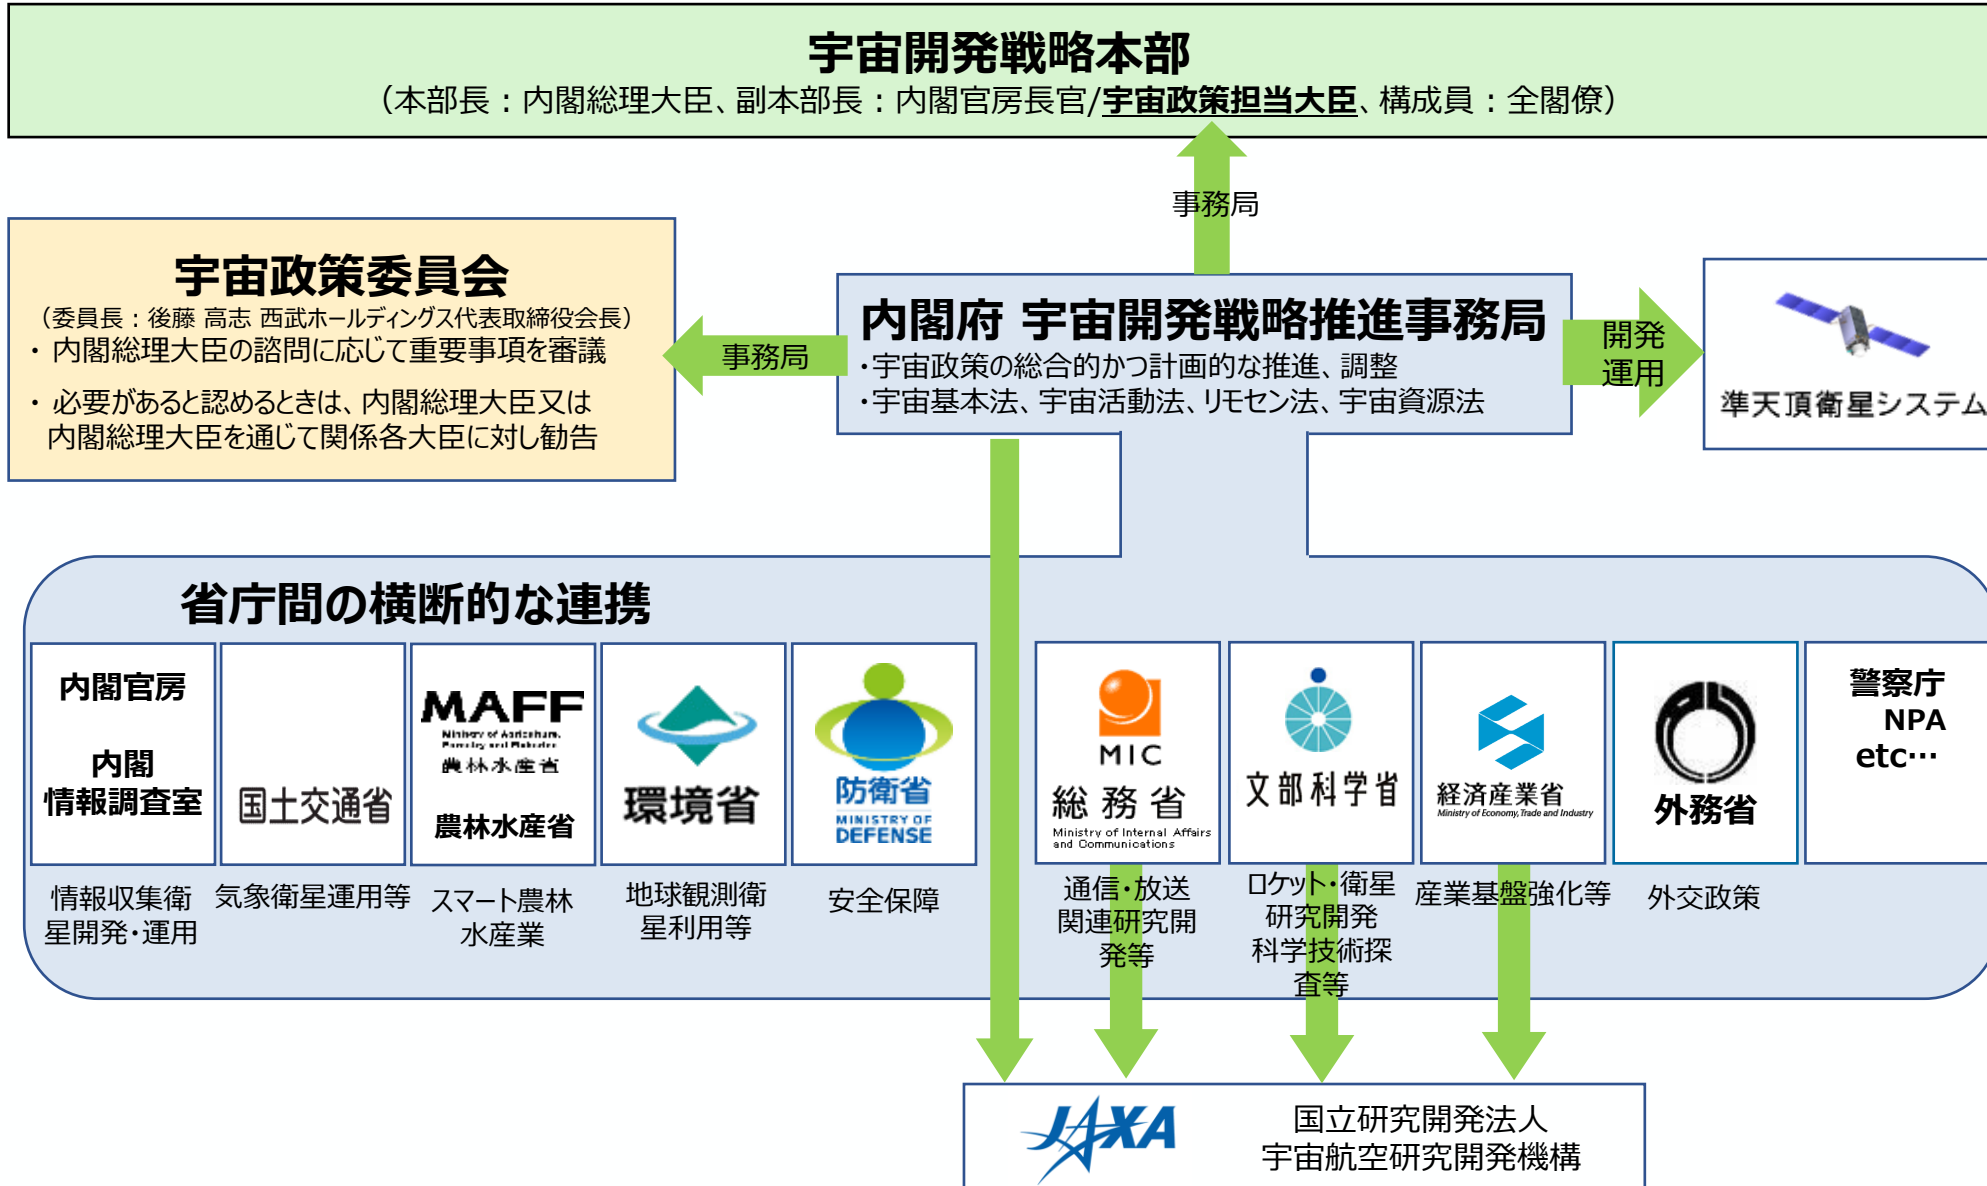 宇宙開発戦略本部
（本部長：内閣総理大臣、副本部長：内閣官房長官/宇宙政策担当大臣、構成員：全閣僚）
事務局
宇宙政策委員会
（委員長：後藤 高志 西武ホールディングス代表取締役会長）
・ 内閣総理大臣の諮問に応じて重要事項を審議
・ 必要があると認めるときは、内閣総理大臣又は
内閣総理大臣を通じて関係各大臣に対し勧告
事務局
内閣府 宇宙開発戦略推進事務局
・宇宙政策の総合的かつ計画的な推進、調整
・宇宙基本法、宇宙活動法、リモセン法、宇宙資源法
開発
運用
準天頂衛星システム
省庁間の横断的な連携
内閣官房
内閣
情報調査室
国土交通省
MAFF
Ministry of Agriculture,
Forestry and Fisheries
農林水産省
農林水産省
環境省
防衛省
MINISTRY OF
DEFENSE
MIC
総務省
Ministry of Internal Affairs
and Communications
文部科学省
経済産業省
Ministry of Economy, Trade and Industry
外務省
警察庁
NPA
etc…
情報収集衛
星開発・運用
気象衛星運用等
スマート農林
水産業
地球観測衛
星利用等
安全保障
通信・放送
関連研究開
発等
ロケット・衛星
研究開発
科学技術探
査等
産業基盤強化等
外交政策
JAXA
国立研究開発法人
宇宙航空研究開発機構